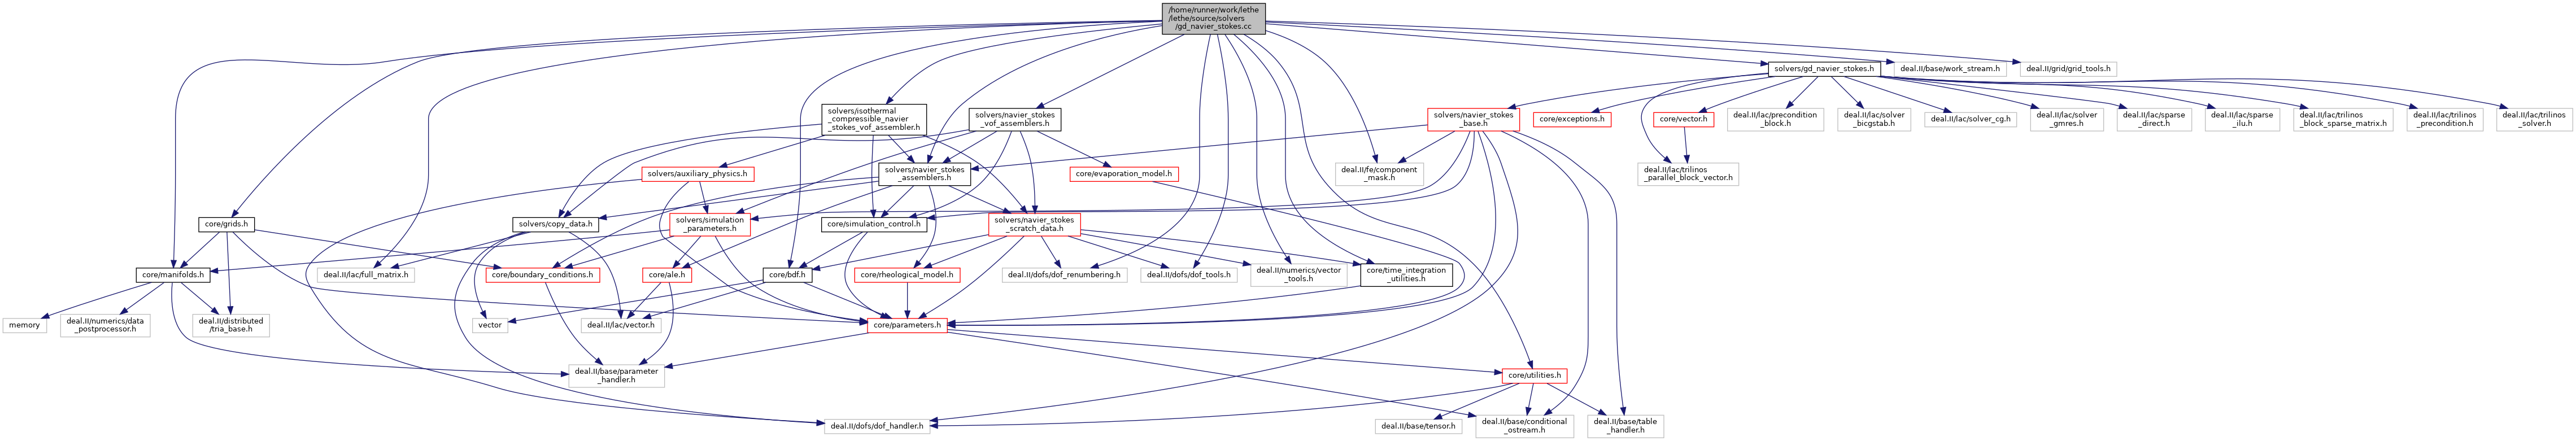 /home/runner/work/lethe
/lethe/source/solvers
/gd_navier_stokes.cc
solvers/gd_navier_stokes.h
deal.II/base/work_stream.h
deal.II/grid/grid_tools.h
solvers/isothermal
_compressible_navier
_stokes_vof_assembler.h
solvers/navier_stokes
_vof_assemblers.h
solvers/navier_stokes
_base.h
core/exceptions.h
core/vector.h
deal.II/lac/precondition
_block.h
deal.II/lac/solver
_bicgstab.h
deal.II/lac/solver_cg.h
deal.II/lac/solver
_gmres.h
deal.II/lac/sparse
_direct.h
deal.II/lac/sparse
_ilu.h
deal.II/lac/trilinos
_block_sparse_matrix.h
deal.II/lac/trilinos
_precondition.h
deal.II/lac/trilinos
_solver.h
solvers/auxiliary_physics.h
solvers/navier_stokes
_assemblers.h
core/evaporation_model.h
deal.II/fe/component
_mask.h
deal.II/lac/trilinos
_parallel_block_vector.h
core/grids.h
solvers/copy_data.h
solvers/simulation
_parameters.h
core/simulation_control.h
solvers/navier_stokes
_scratch_data.h
core/manifolds.h
deal.II/lac/full_matrix.h
core/boundary_conditions.h
core/ale.h
core/bdf.h
core/rheological_model.h
deal.II/dofs/dof_renumbering.h
deal.II/dofs/dof_tools.h
deal.II/numerics/vector
_tools.h
core/time_integration
_utilities.h
memory
deal.II/numerics/data
_postprocessor.h
deal.II/distributed
/tria_base.h
vector
deal.II/lac/vector.h
core/parameters.h
deal.II/base/parameter
_handler.h
core/utilities.h
deal.II/dofs/dof_handler.h
deal.II/base/tensor.h
deal.II/base/conditional
_ostream.h
deal.II/base/table
_handler.h